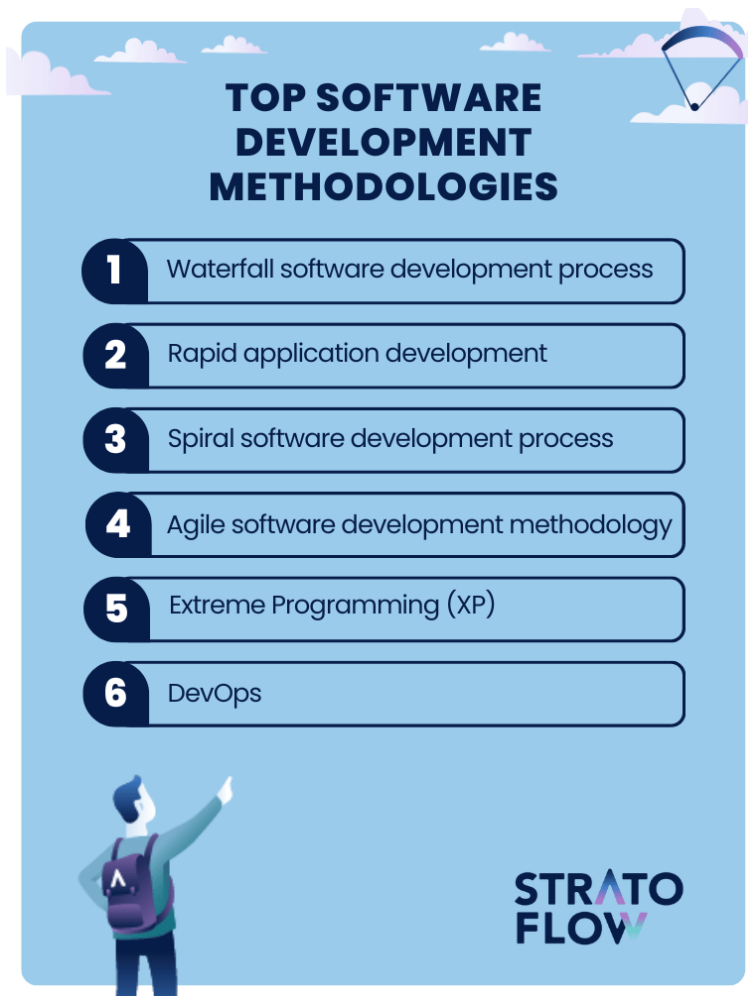 TOP SOFTWARE
DEVELOPMENT
METHODOLOGIES
1 Waterfall software development process
2 Rapid application development
3 Spiral software development process
4 Agile software development methodology
5 Extreme Programming (XP)
6 DevOps
STRATO
FLOW